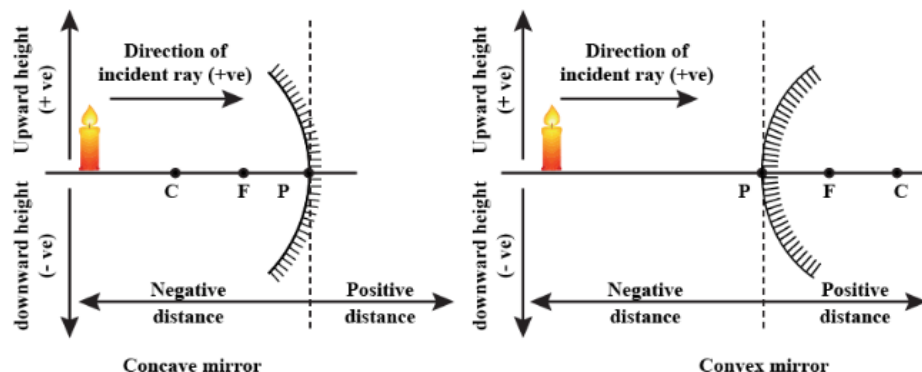 Upward height
(+ ve)
downward height
(- ve)
Direction of
incident ray (+ve)
C
F
P
Negative
distance
Positive
distance
Concave mirror
Upward height
(+ ve)
downward height
(- ve)
Direction of
incident ray (+ve)
P
F
C
Negative
distance
Positive
distance
Convex mirror